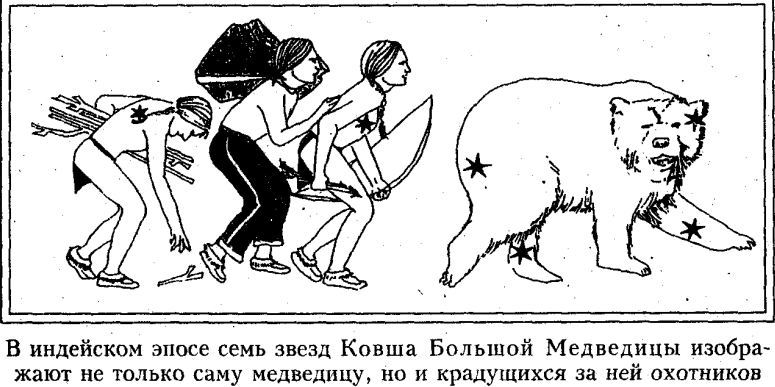 В индейском эпосе семь звезд Ковша Большой Медведицы изобра-
жают не только саму медведицу, но и крадущихся за ней охотников